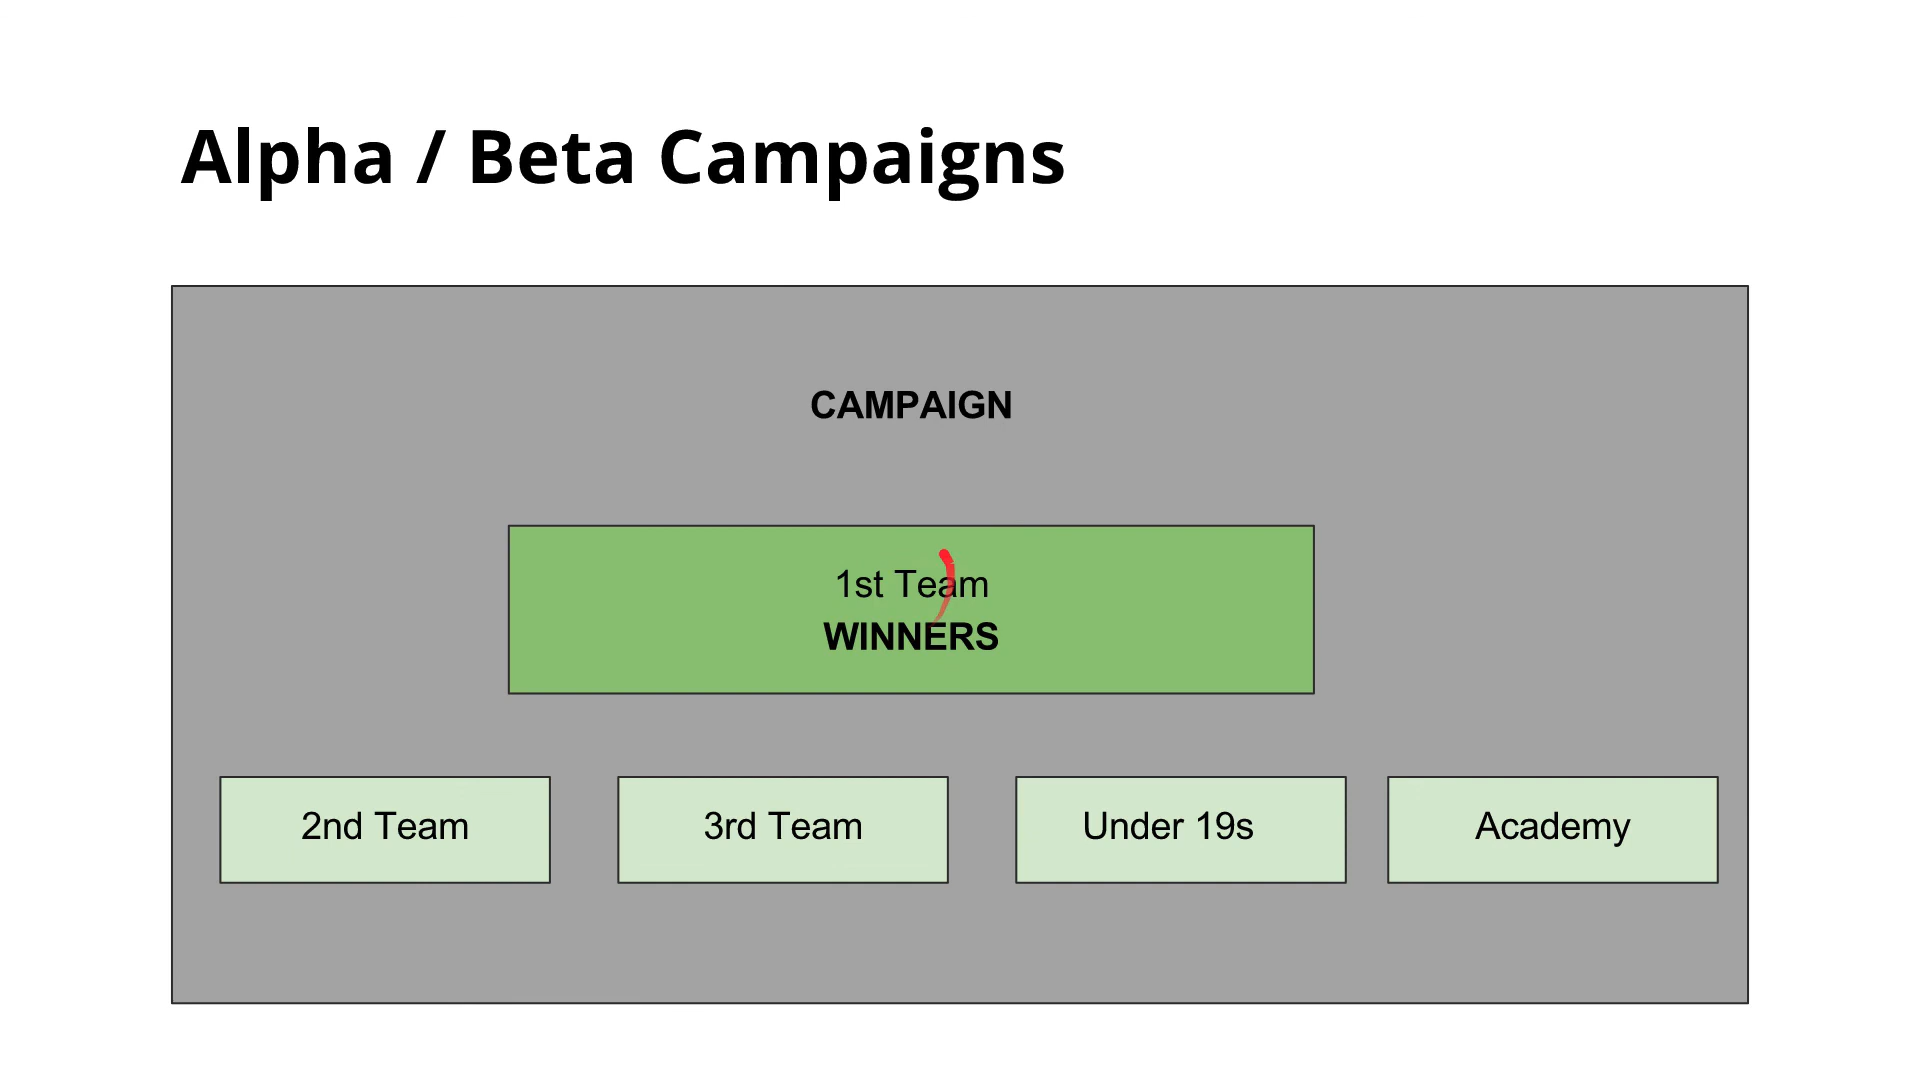 Alpha / Beta Campaigns
CAMPAIGN
1st Team
WINNERS
2nd Team
3rd Team
Under 19s
Academy